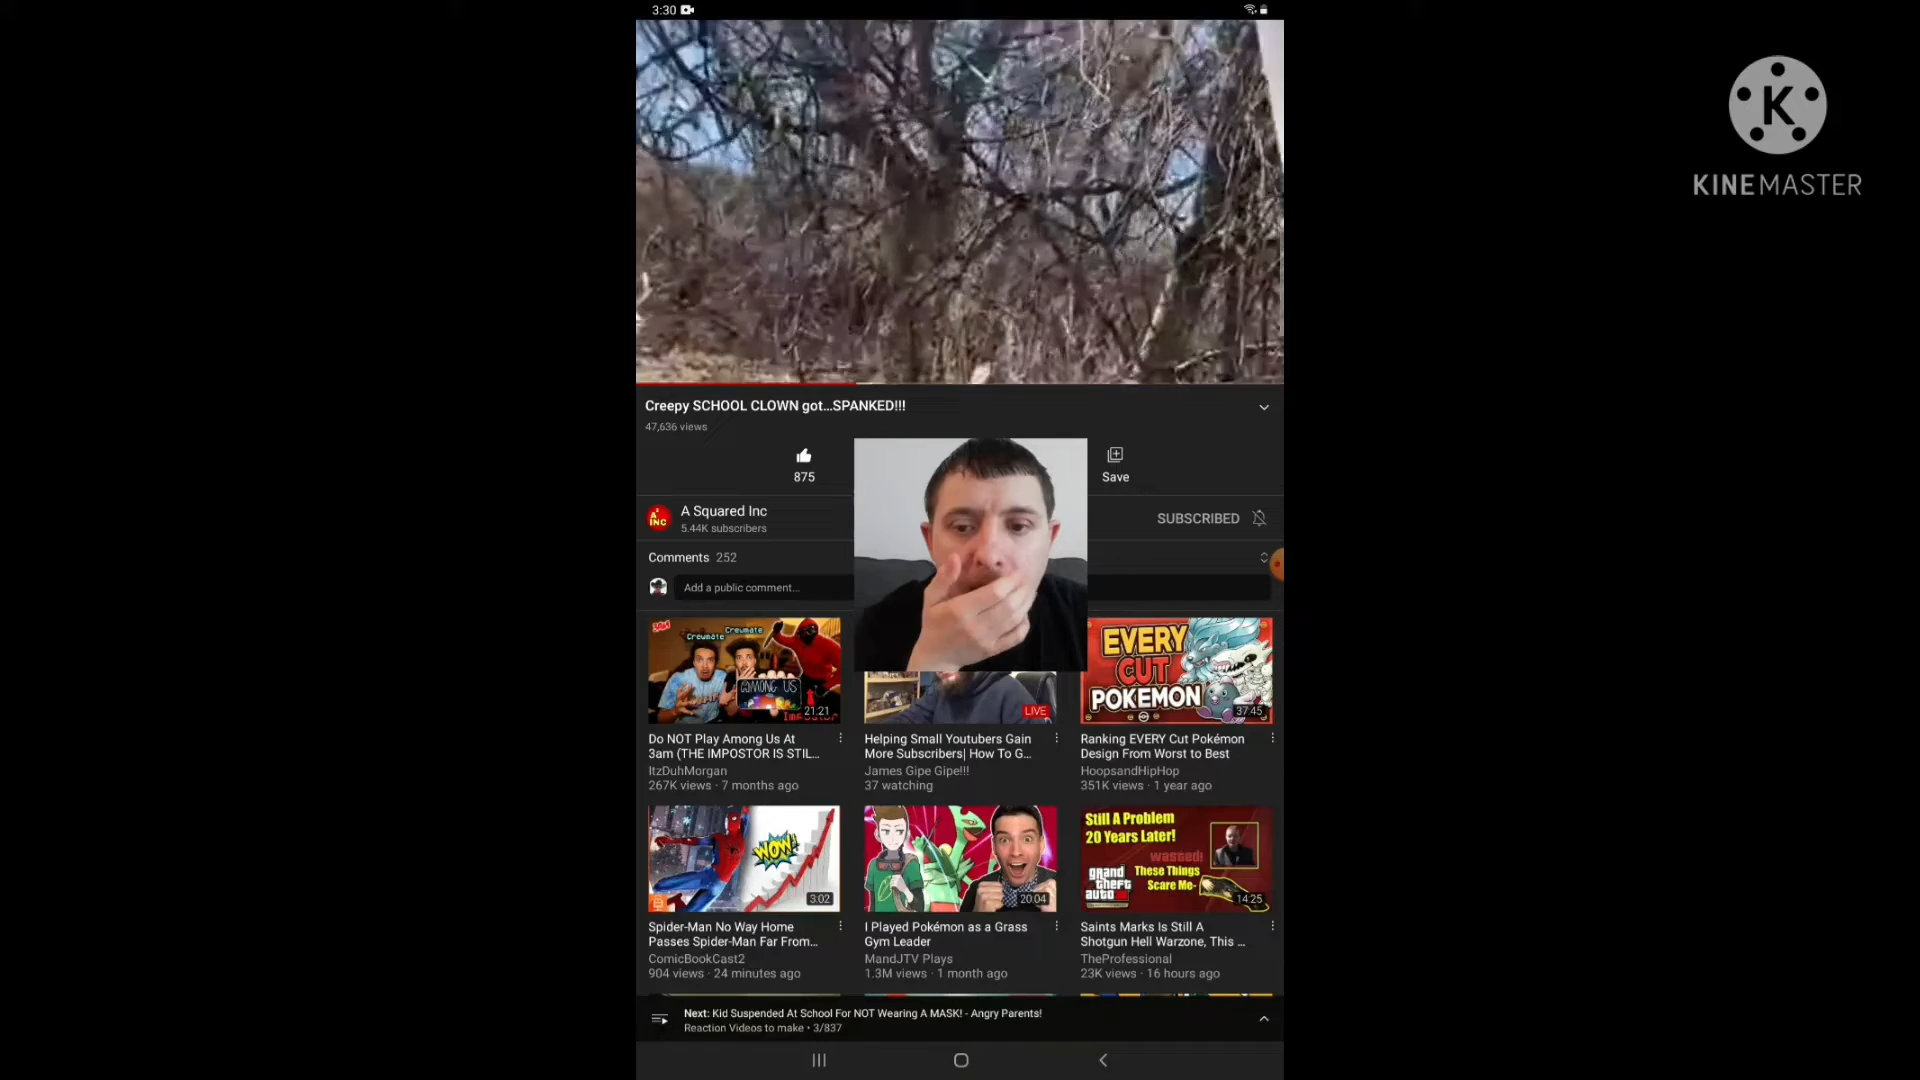 3:30
KINEMASTER
Creepy SCHOOL CLOWN got...SPANKED!!!
47,636 views
875
Save
A Squared Inc
5.44K subscribers
SUBSCRIBED
Comments 252
Add a public comment...
Crewmate Crewmate
AMONG US
21:21
LIVE
EVERY
CUT
POKEMON
37:45
Do NOT Play Among Us At
3am (THE IMPOSTOR IS STIL...
ItzDuhMorgan
267K views · 7 months ago
Helping Small Youtubers Gain
More Subscribers| How To G...
James Gipe Gipe!!!
37 watching
Ranking EVERY Cut Pokémon
Design From Worst to Best
HoopsandHipHop
351K views · 1 year ago
WOW!
3:02
20:04
Still A Problem
20 Years Later!
wasted!
These Things
Scare Me-
grand
theft
auto
14:25
Spider-Man No Way Home
Passes Spider-Man Far From...
ComicBookCast2
904 views · 24 minutes ago
I Played Pokémon as a Grass
Gym Leader
MandJTV Plays
1.3M views · 1 month ago
Saints Marks Is Still A
Shotgun Hell Warzone, This ...
TheProfessional
23K views · 16 hours ago
Next: Kid Suspended At School For NOT Wearing A MASK! - Angry Parents!
Reaction Videos to make · 3/837